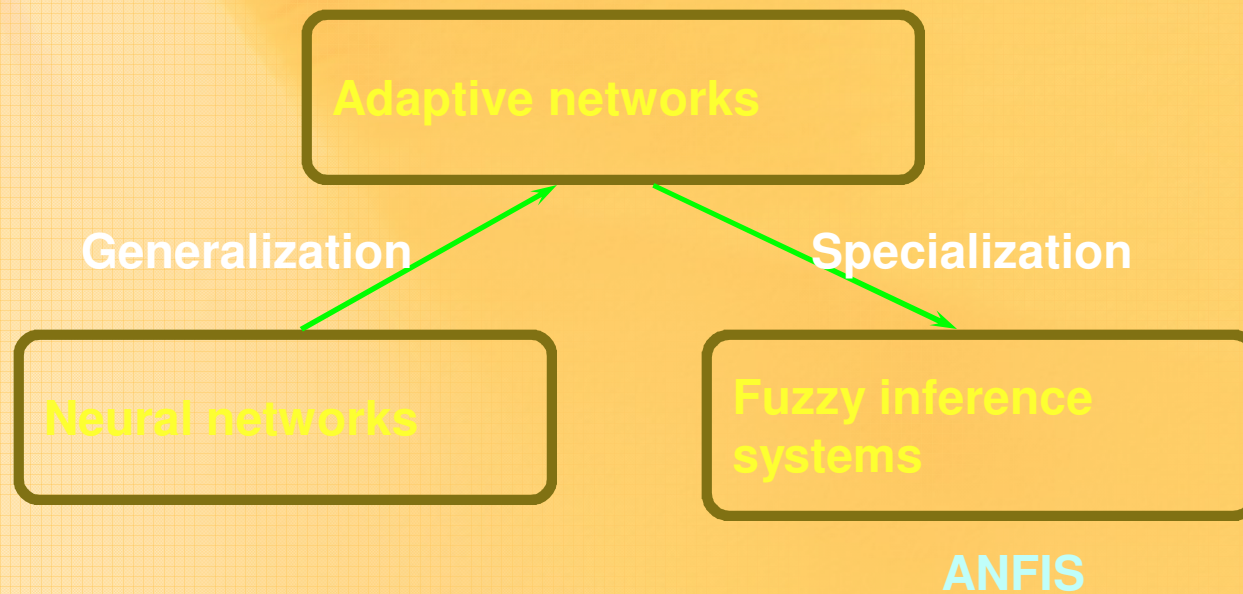 Adaptive networks
Generalization
Specialization
Neural networks
Fuzzy inference
systems
ANFIS